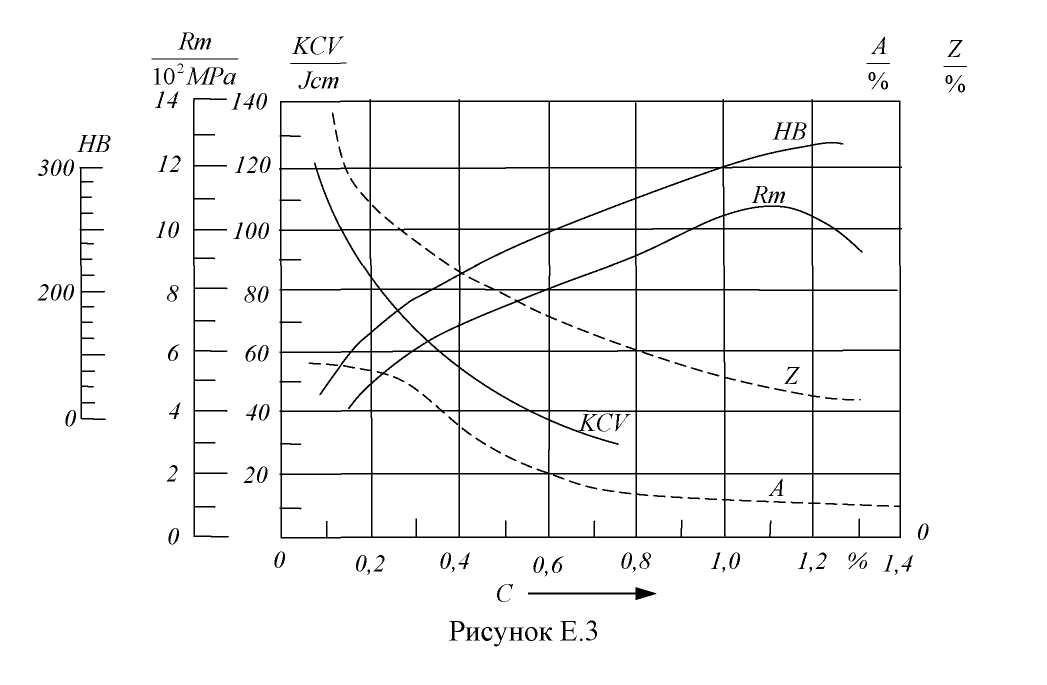 Rm KCV A Z
10² MPa Jcm % %
14 140
HB HB
300 12 120
Rm
10 100
200 8 80
6 60
Z
0 4 40
KCV
2 20
A
0 0
0 0,2 0,4 0,6 0,8 1,0 1,2 % 1,4
C
Рисунок Е.3